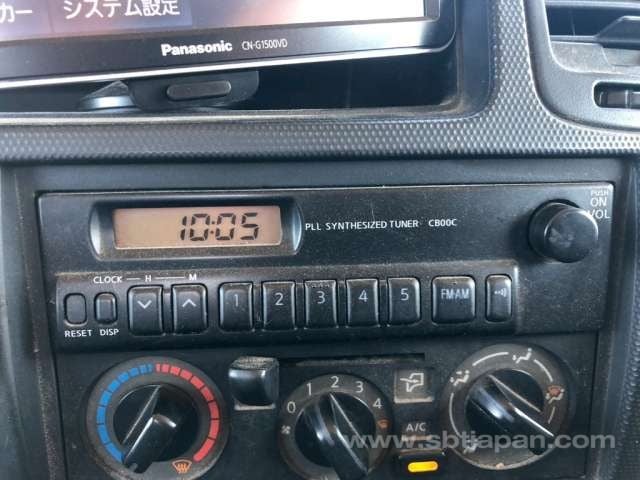 カー システム設定
Panasonic CN-G1500VD
PUSH
ON
VOL
10:05
PLL SYNTHESIZED TUNER CB00C
CLOCK H M
1 2 3 4 5 FM·AM
RESET DISP
0 1 2 3 4
A/C
www.sbtjapan.com